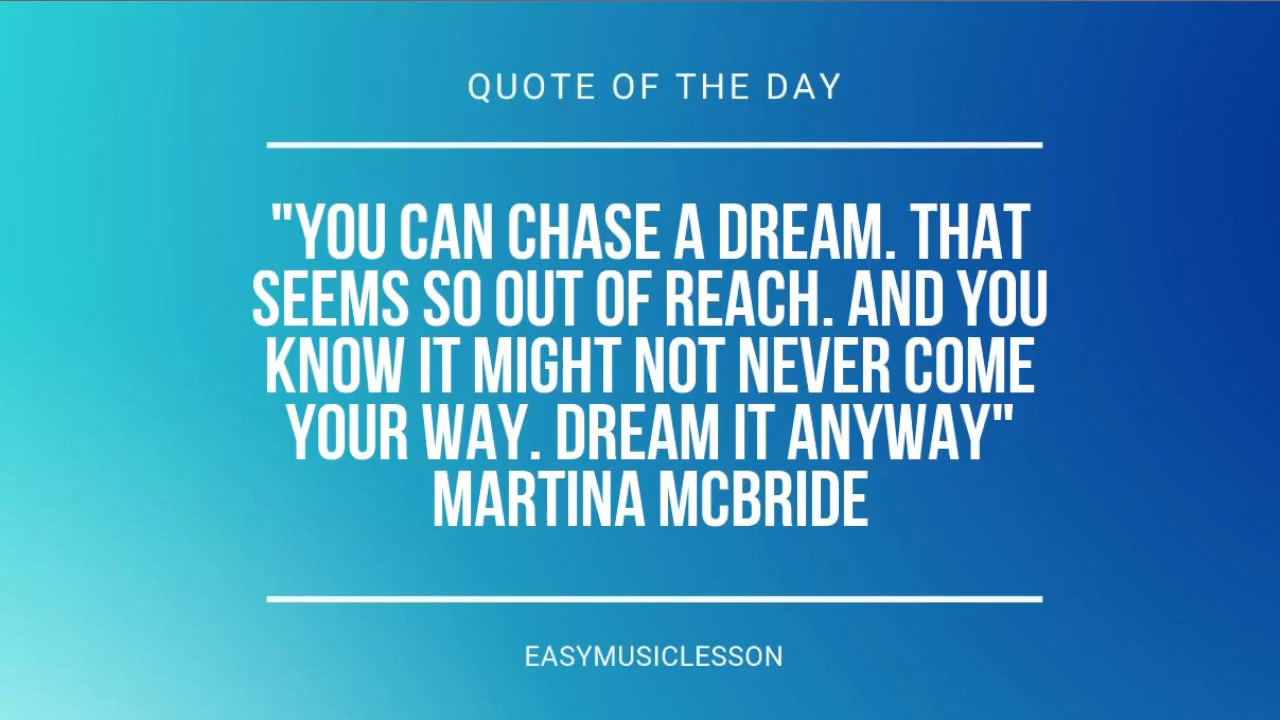 QUOTE OF THE DAY
"YOU CAN CHASE A DREAM. THAT
SEEMS SO OUT OF REACH. AND YOU
KNOW IT MIGHT NOT NEVER COME
YOUR WAY. DREAM IT ANYWAY"
MARTINA MCBRIDE
EASYMUSICLESSON